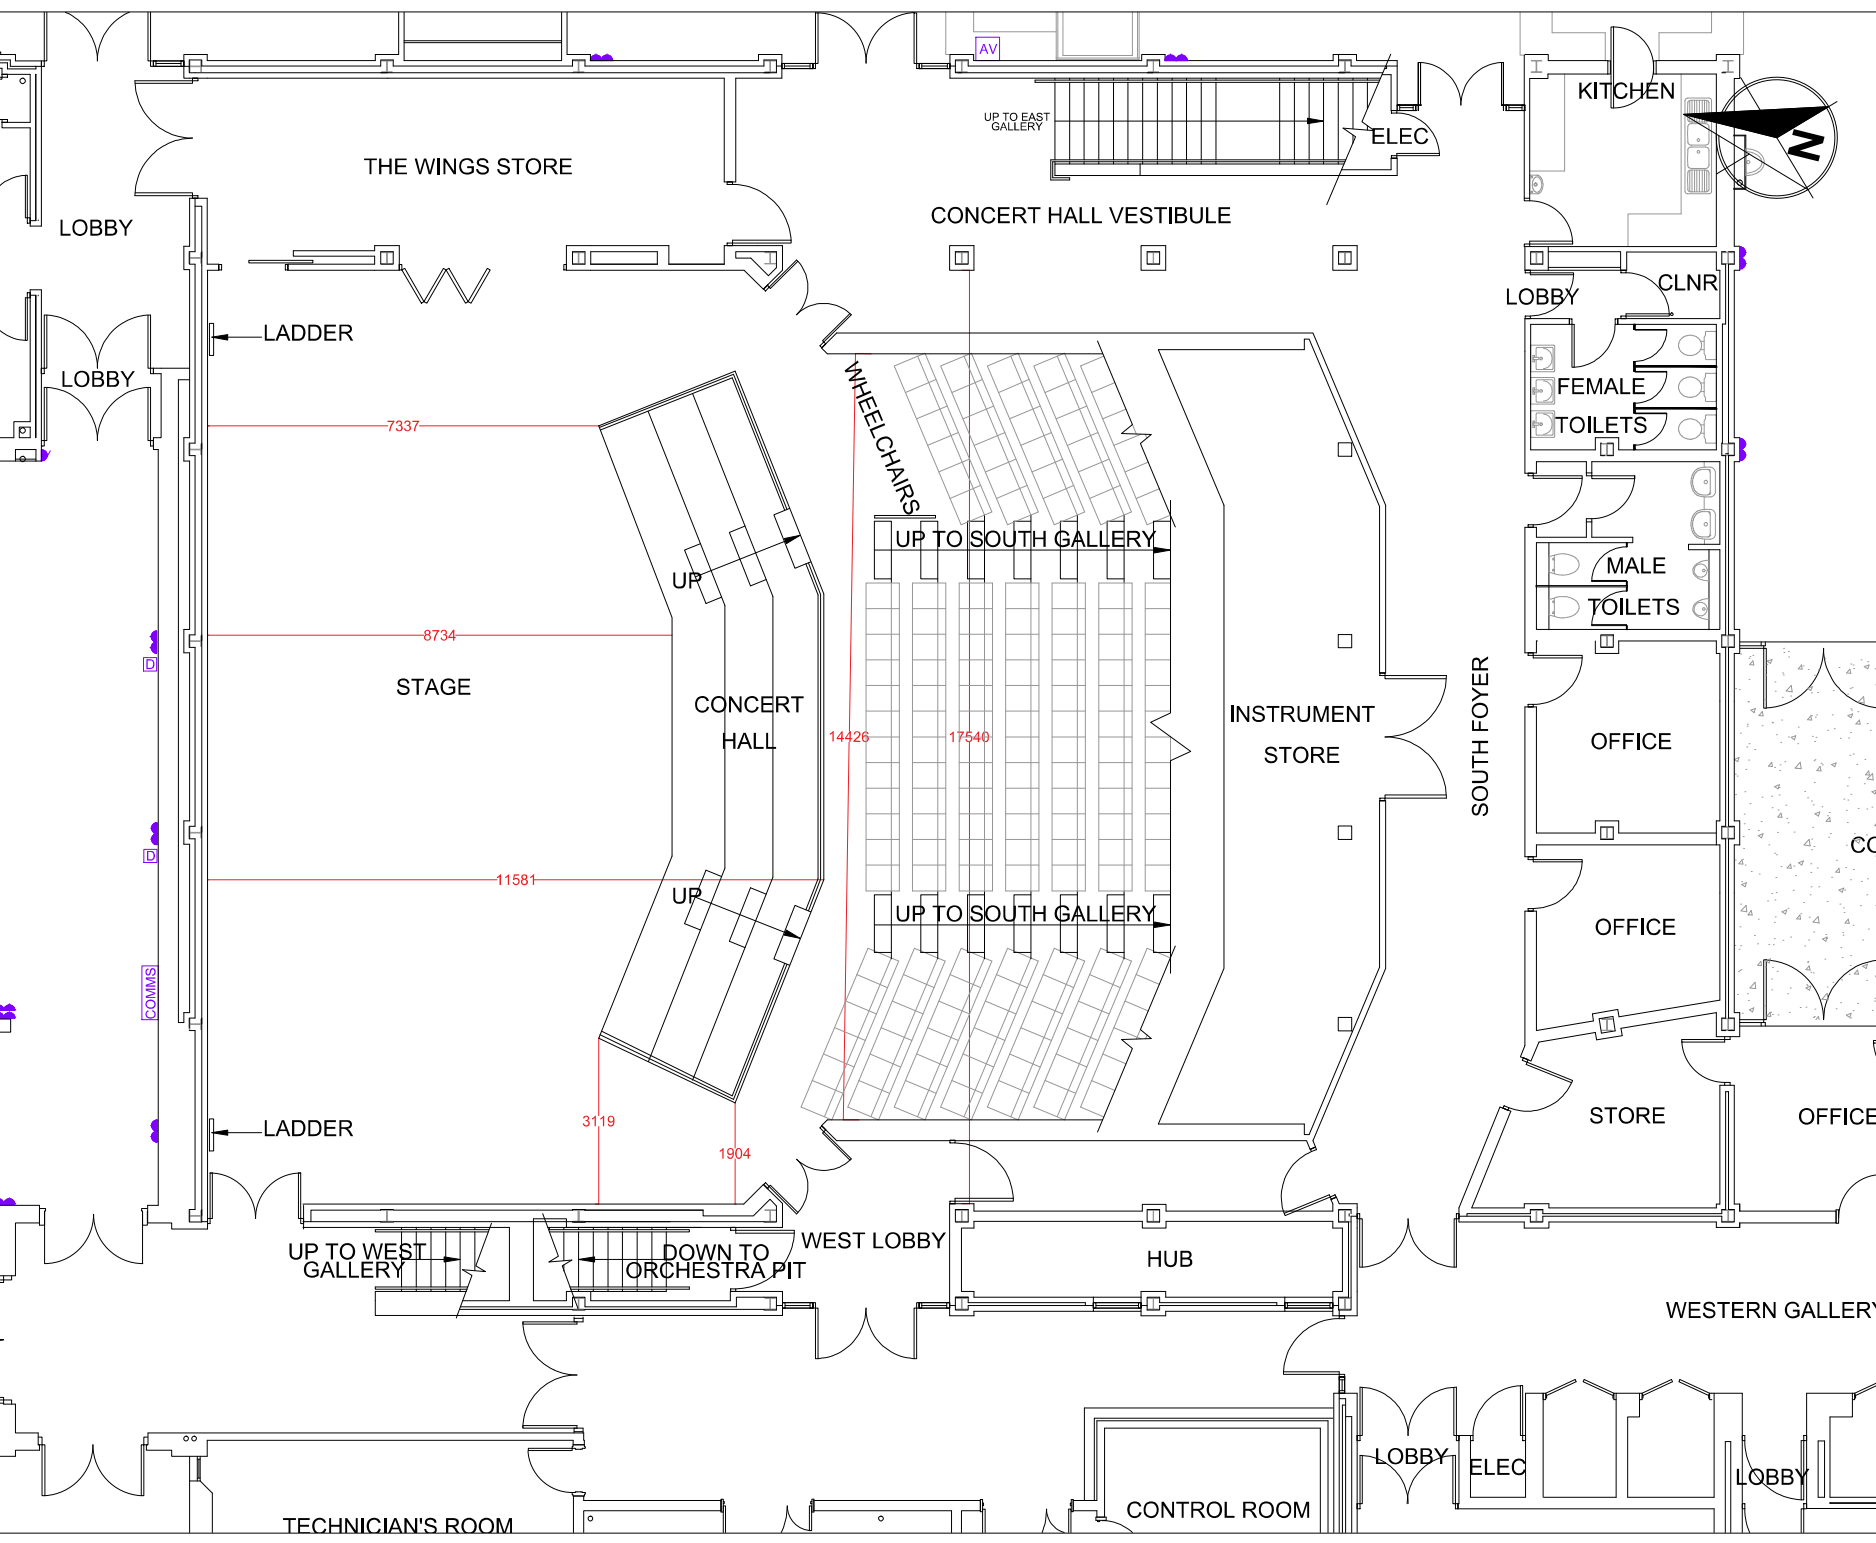 AV
KITCHEN
UP TO EAST
GALLERY
ELEC
N
THE WINGS STORE
CONCERT HALL VESTIBULE
LOBBY
CLNR
LOBBY
LADDER
LOBBY
WHEELCHAIRS
FEMALE
TOILETS
7337
UP TO SOUTH GALLERY
MALE
TOILETS
UP
8734
STAGE
CONCERT
HALL
14426
17540
INSTRUMENT
STORE
SOUTH FOYER
OFFICE
D
D
CO
11581
UP
UP TO SOUTH GALLERY
OFFICE
COMMS
3119
1904
LADDER
STORE
OFFICE
UP TO WEST
GALLERY
DOWN TO
ORCHESTRA PIT
WEST LOBBY
HUB
WESTERN GALLERY
LOBBY
ELEC
LOBBY
TECHNICIAN'S ROOM
CONTROL ROOM